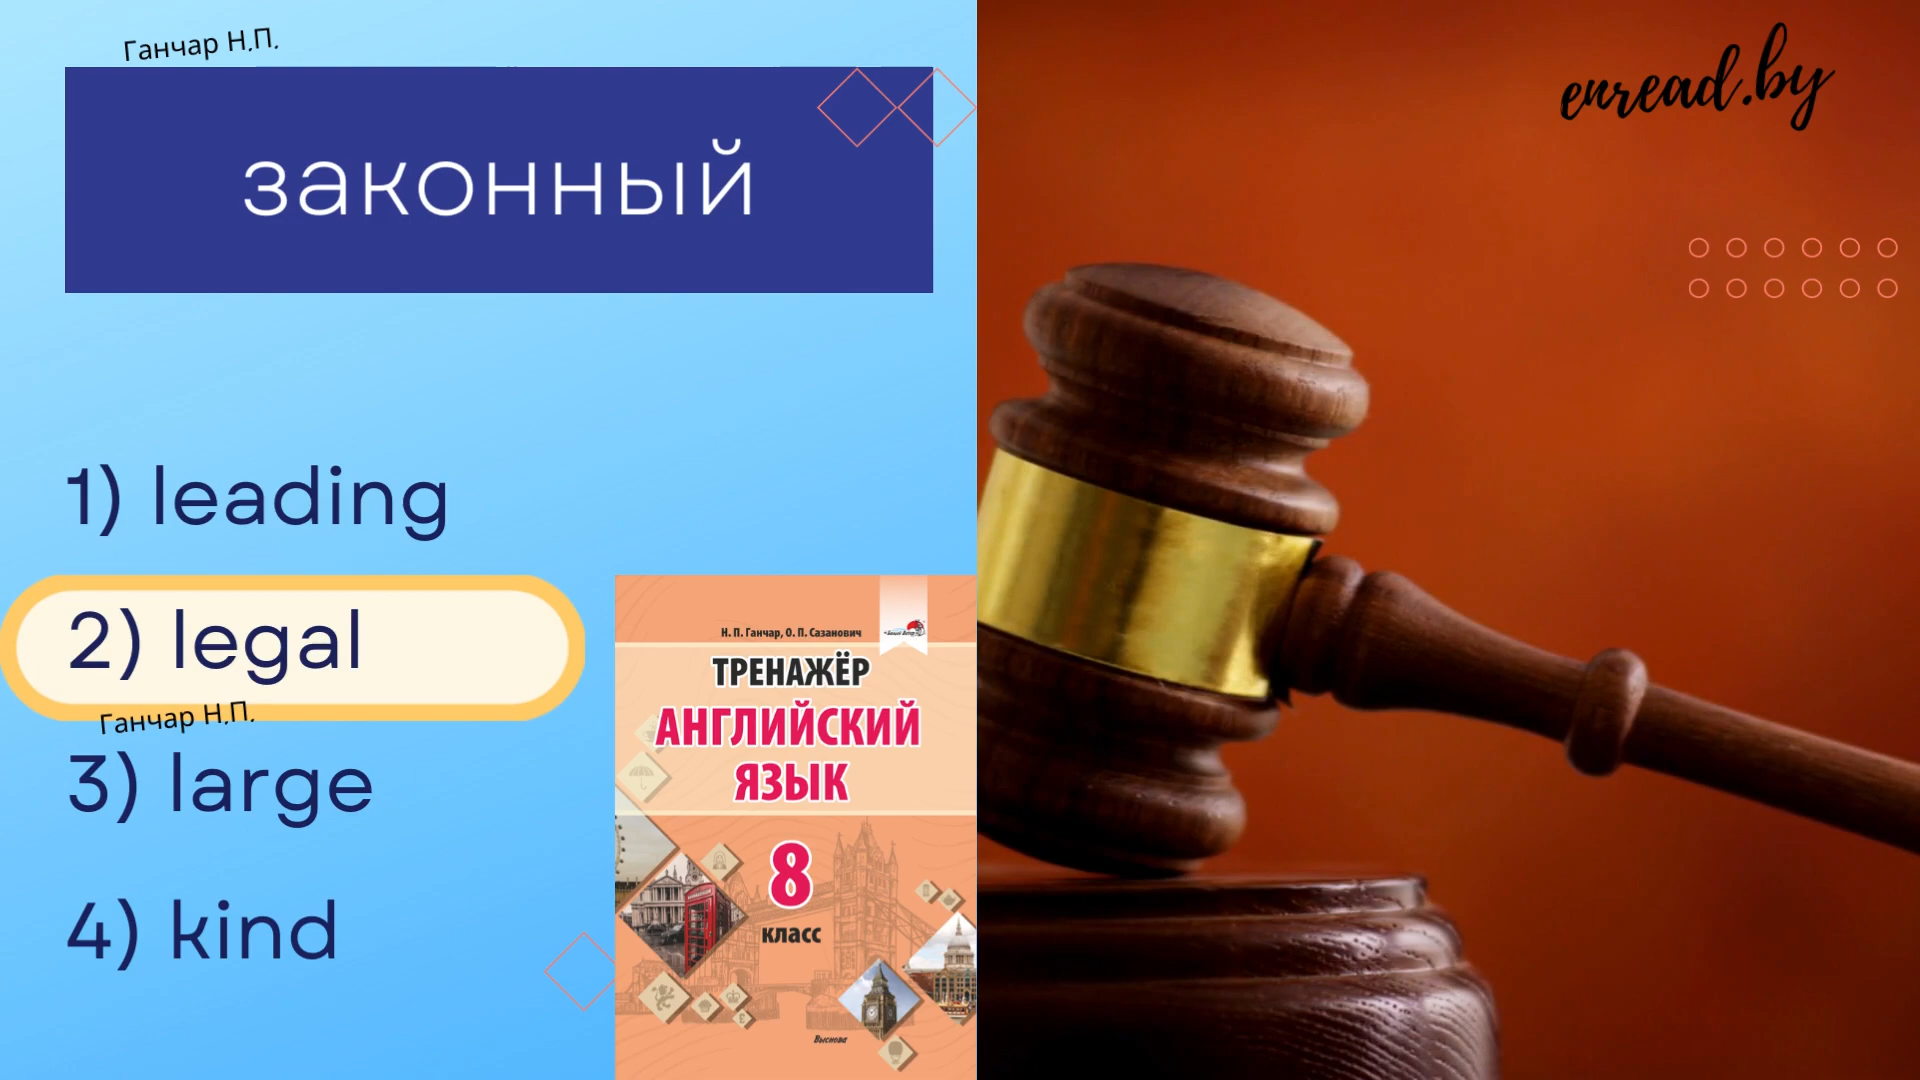 Ганчар Н.П.
законный
enread.by
1) leading
2) legal
Ганчар Н.П.
3) large
4) kind
Н. П. Ганчар, О. П. Сазанович
ТРЕНАЖЁР
АНГЛИЙСКИЙ
ЯЗЫК
8
класс
Выснова